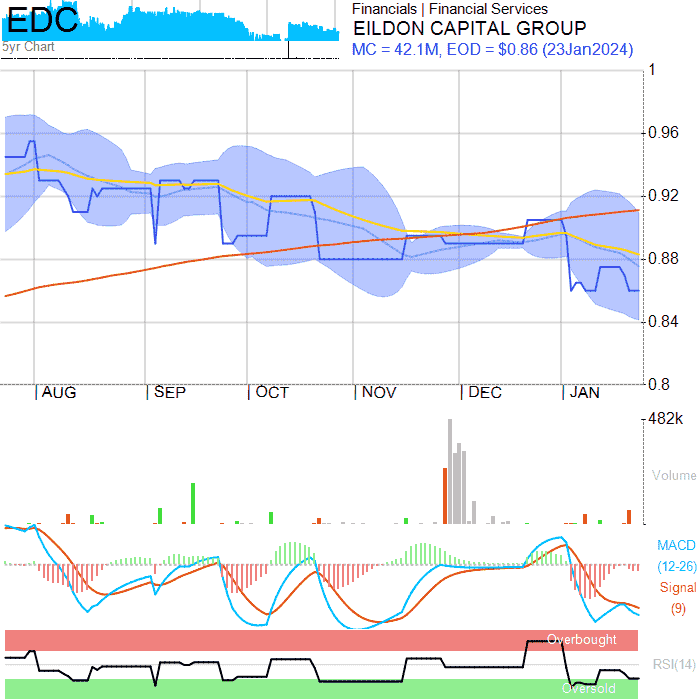 EDC
5yr Chart
Financials | Financial Services
EILDON CAPITAL GROUP
MC = 42.1M, EOD = $0.86 (23Jan2024)
1
0.96
0.92
0.88
0.84
0.8
| AUG | SEP | OCT | NOV | DEC | JAN
482k
Volume
MACD
(12-26)
Signal
(9)
Overbought
RSI(14)
Oversold